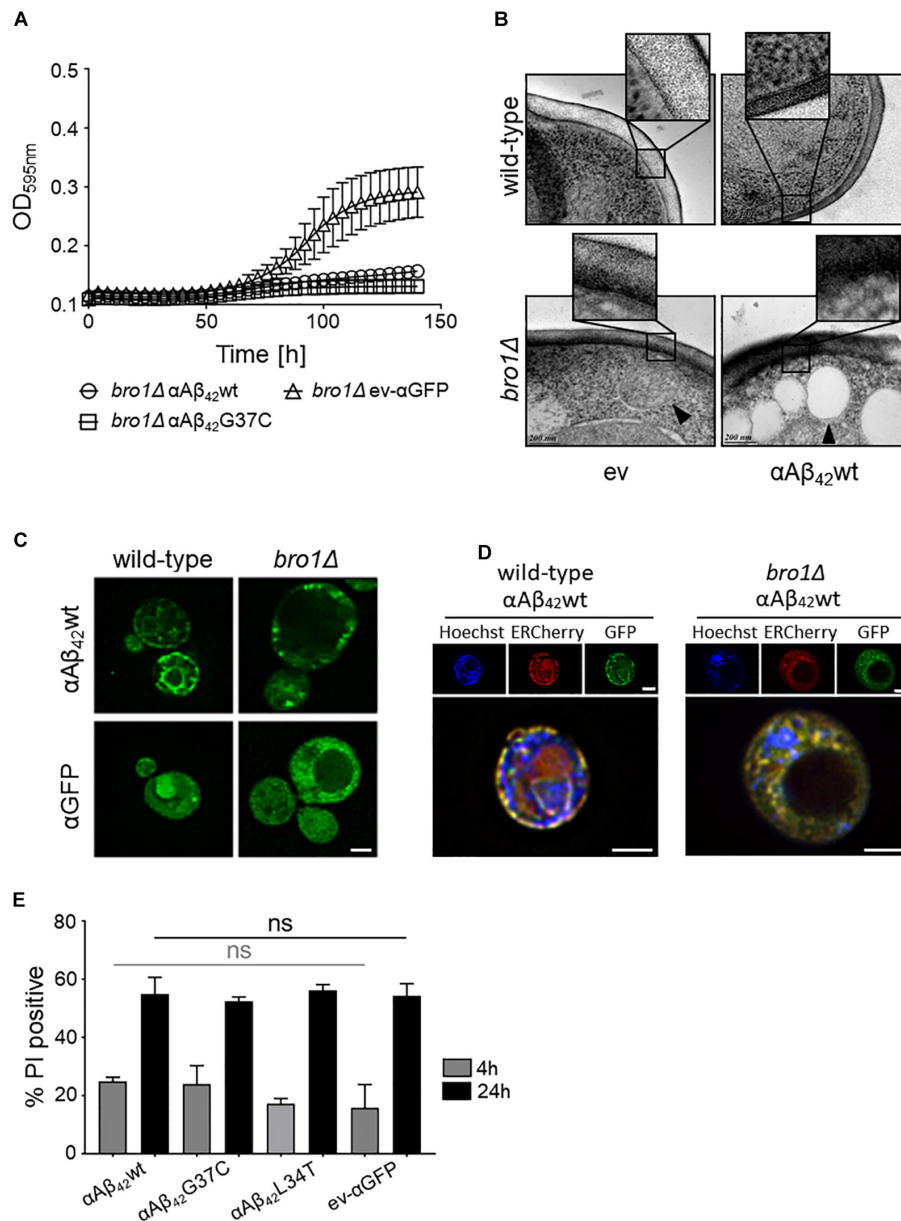 A
OD595nm
0.5
0.4
0.3
0.2
0.1
0
50
100
150
Time [h]
bro1Δ αAβ42wt
bro1Δ ev-αGFP
bro1Δ αAβ42G37C
B
wild-type
bro1Δ
200 nm
200 nm
ev
αAβ42wt
C
wild-type
bro1Δ
αAβ42wt
αGFP
D
wild-type
αAβ42wt
Hoechst
ERCherry
GFP
bro1Δ
αAβ42wt
Hoechst
ERCherry
GFP
E
% PI positive
80
60
40
20
0
ns
ns
4h
24h
αAβ42wt
αAβ42G37C
αAβ42L34T
ev-αGFP